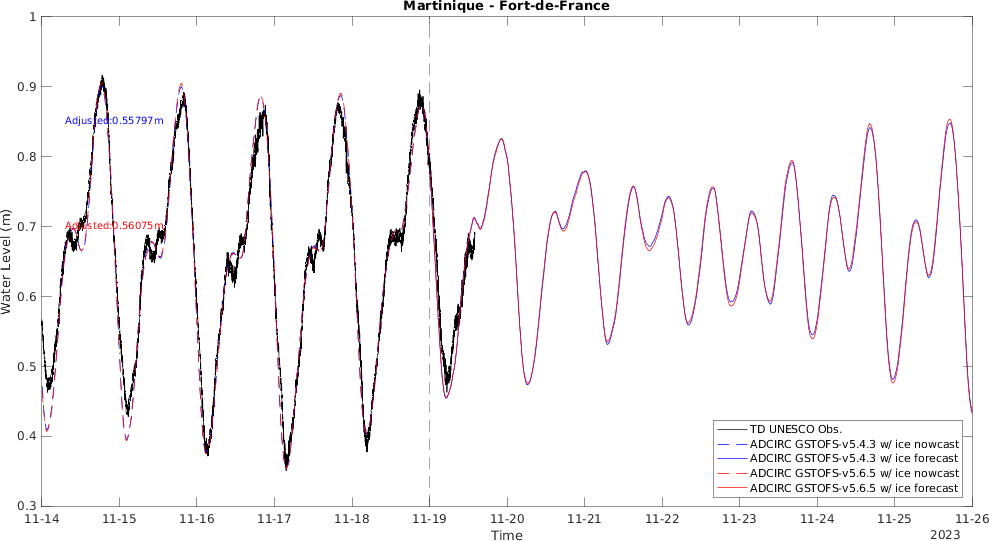 Martinique - Fort-de-France
1
0.9
0.8
0.7
0.6
0.5
0.4
0.3
Water Level (m)
Adjusted:0.55797m
Adjusted:0.56075m
TD UNESCO Obs.
ADCIRC GSTOFS-v5.4.3 w/ ice nowcast
ADCIRC GSTOFS-v5.4.3 w/ ice forecast
ADCIRC GSTOFS-v5.6.5 w/ ice nowcast
ADCIRC GSTOFS-v5.6.5 w/ ice forecast
11-14 11-15 11-16 11-17 11-18 11-19 11-20 11-21 11-22 11-23 11-24 11-25 11-26
Time
2023